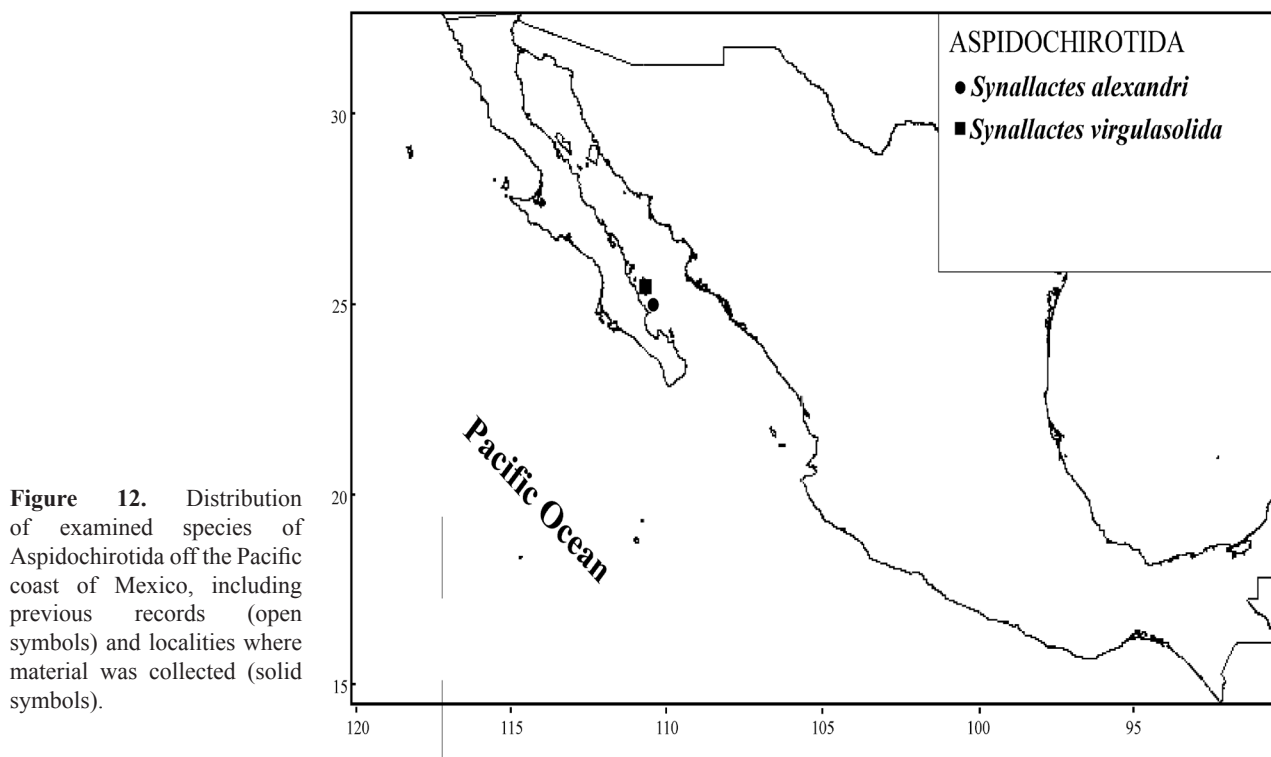 ASPIDOCHIROTIDA
Synallactes alexandri
Synallactes virgulasolida
30
25
20
15
Pacific Ocean
120 115 110 105 100 95
Figure 12. Distribution
of examined species of
Aspidochirotida off the Pacific
coast of Mexico, including
previous records (open
symbols) and localities where
material was collected (solid
symbols).